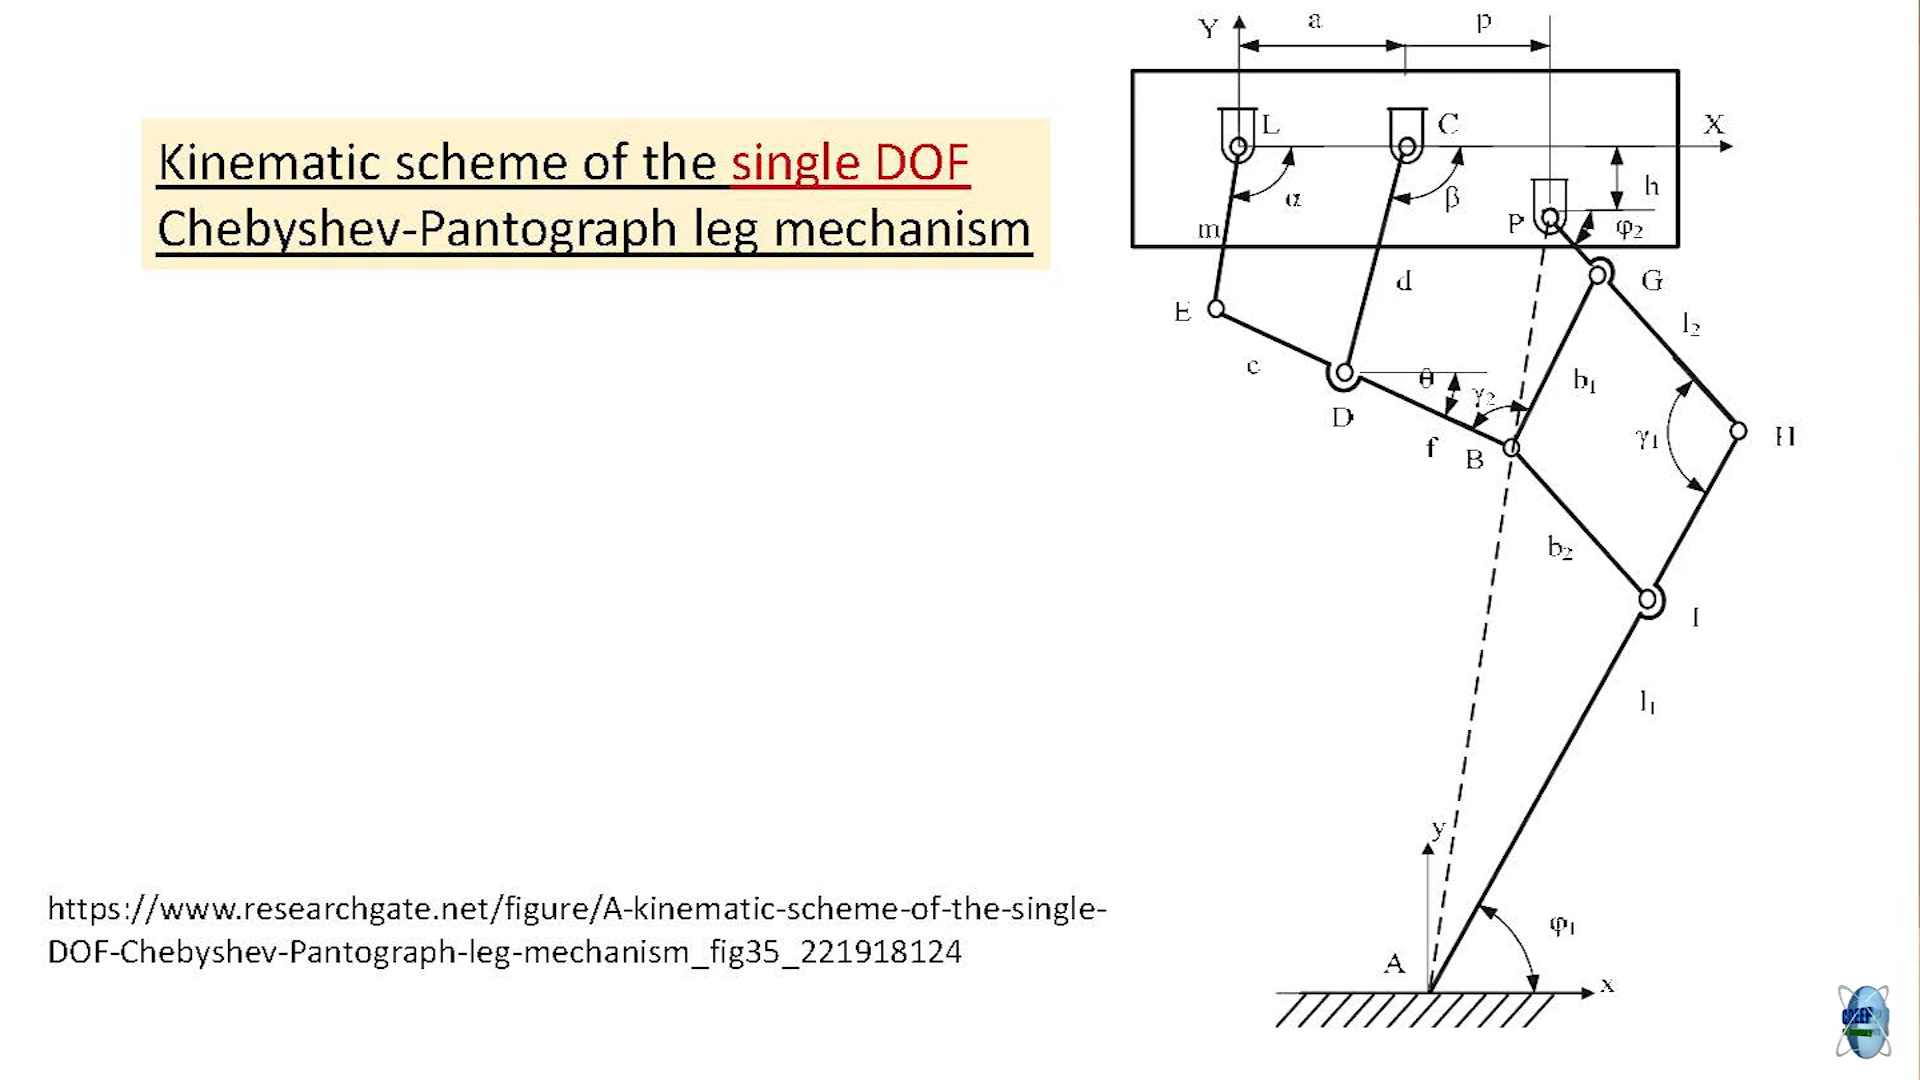 Kinematic scheme of the single DOF
Chebyshev-Pantograph leg mechanism
Y
a
p
L
C
X
α
β
h
m
P
φ2
d
G
E
l2
c
θ
γ2
b1
D
f
B
γ1
H
b2
I
l1
y
φ1
A
x
https://www.researchgate.net/figure/A-kinematic-scheme-of-the-single-
DOF-Chebyshev-Pantograph-leg-mechanism_fig35_221918124